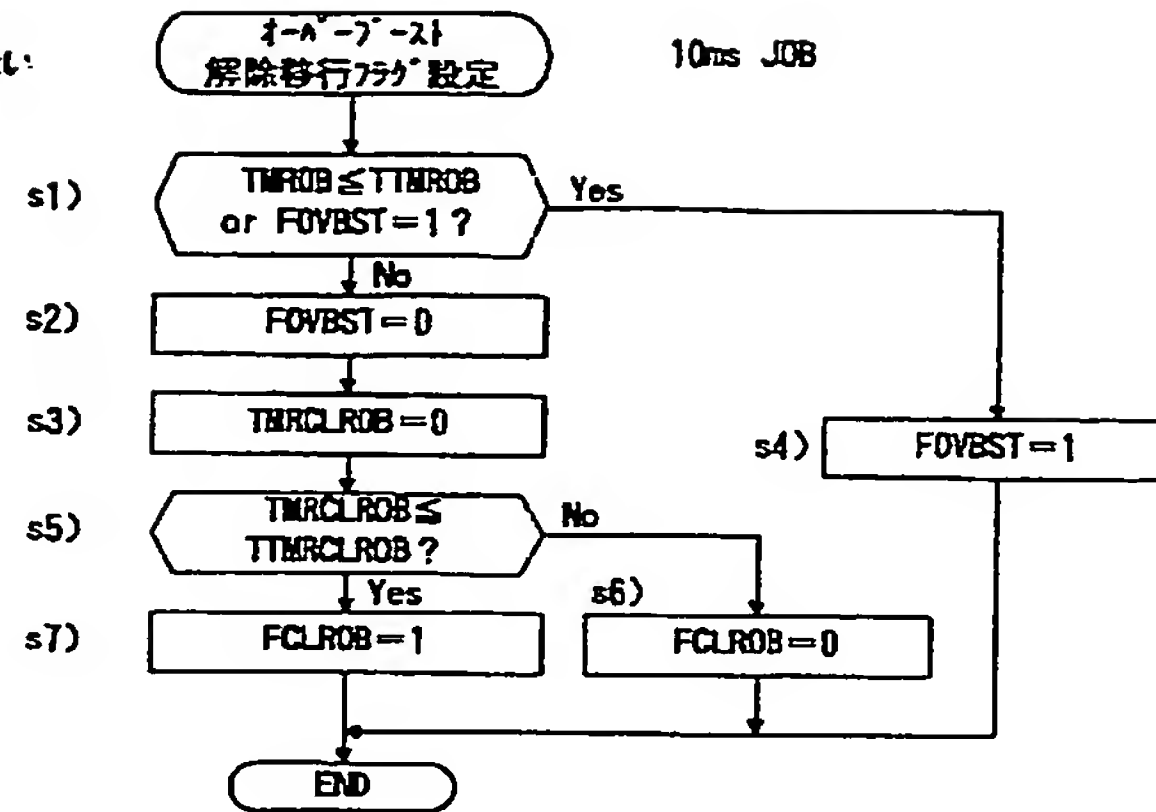 オーバーブースト
解除移行フラグ設定
10ms JOB
s1)
TMROB≦TTMROB
or FOVBST=1?
Yes
No
s2)
FOVBST=0
s3)
TMRCLROB=0
s4)
FOVBST=1
s5)
TMRCLROB≦
TTMRCLROB?
No
Yes
s6)
s7)
FCLROB=1
FCLROB=0
END